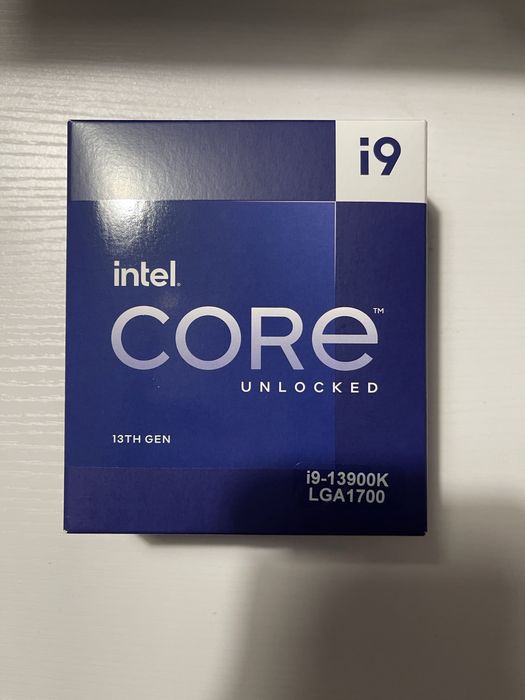 i9
intel.
CORE™
UNLOCKED
13TH GEN
i9-13900K
LGA1700